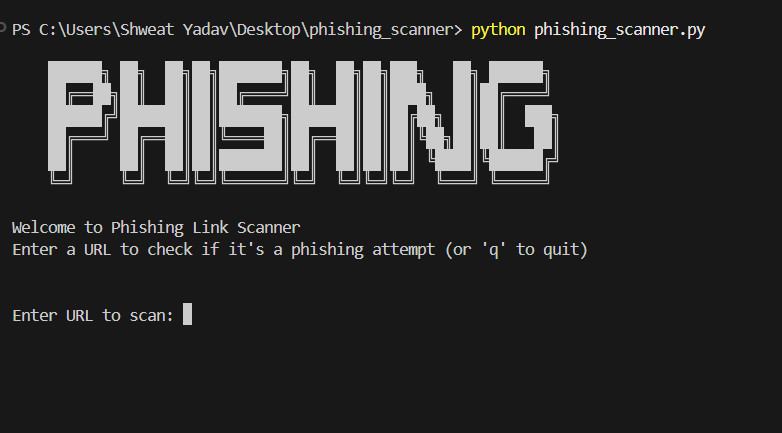 PS C:\Users\Shweat Yadav\Desktop\phishing_scanner> python phishing_scanner.py
PHISHING
Welcome to Phishing Link Scanner
Enter a URL to check if it's a phishing attempt (or 'q' to quit)
Enter URL to scan: